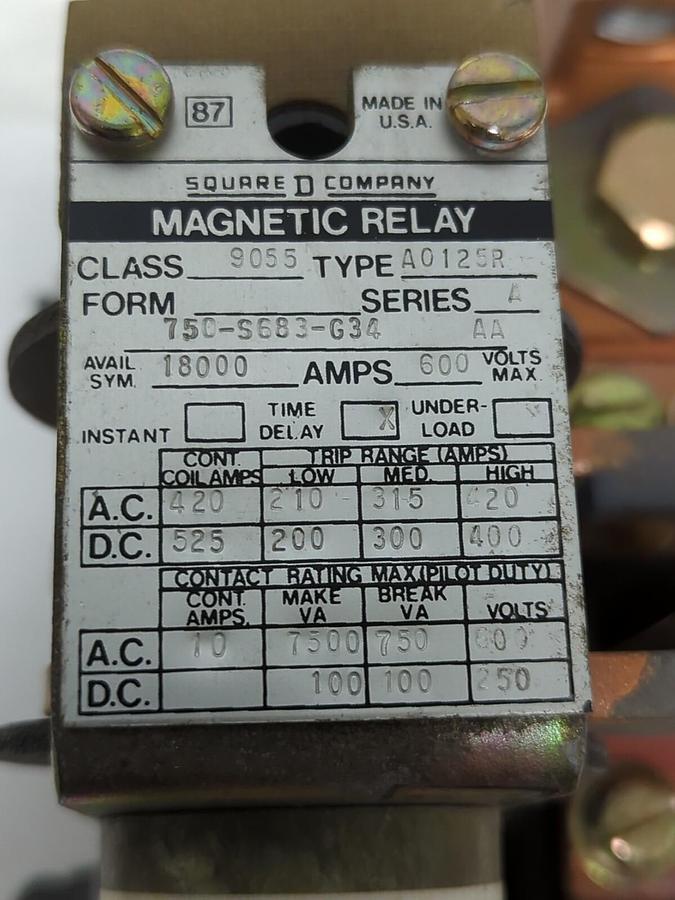 87 MADE IN
U.S.A.
SQUARE D COMPANY
MAGNETIC RELAY
CLASS 9055 TYPE AO125R
FORM SERIES A
750-S683-G34 AA
AVAIL SYM. 18000 AMPS 600 VOLTS MAX
INSTANT TIME DELAY X UNDER-LOAD
CONT. COIL AMPS TRIP RANGE (AMPS)
LOW MED. HIGH
A.C. 420 210 315 420
D.C. 525 200 300 400
CONTACT RATING MAX.(PILOT DUTY)
CONT. AMPS. MAKE VA BREAK VA VOLTS
A.C. 10 7500 750 600
D.C. 100 100 250